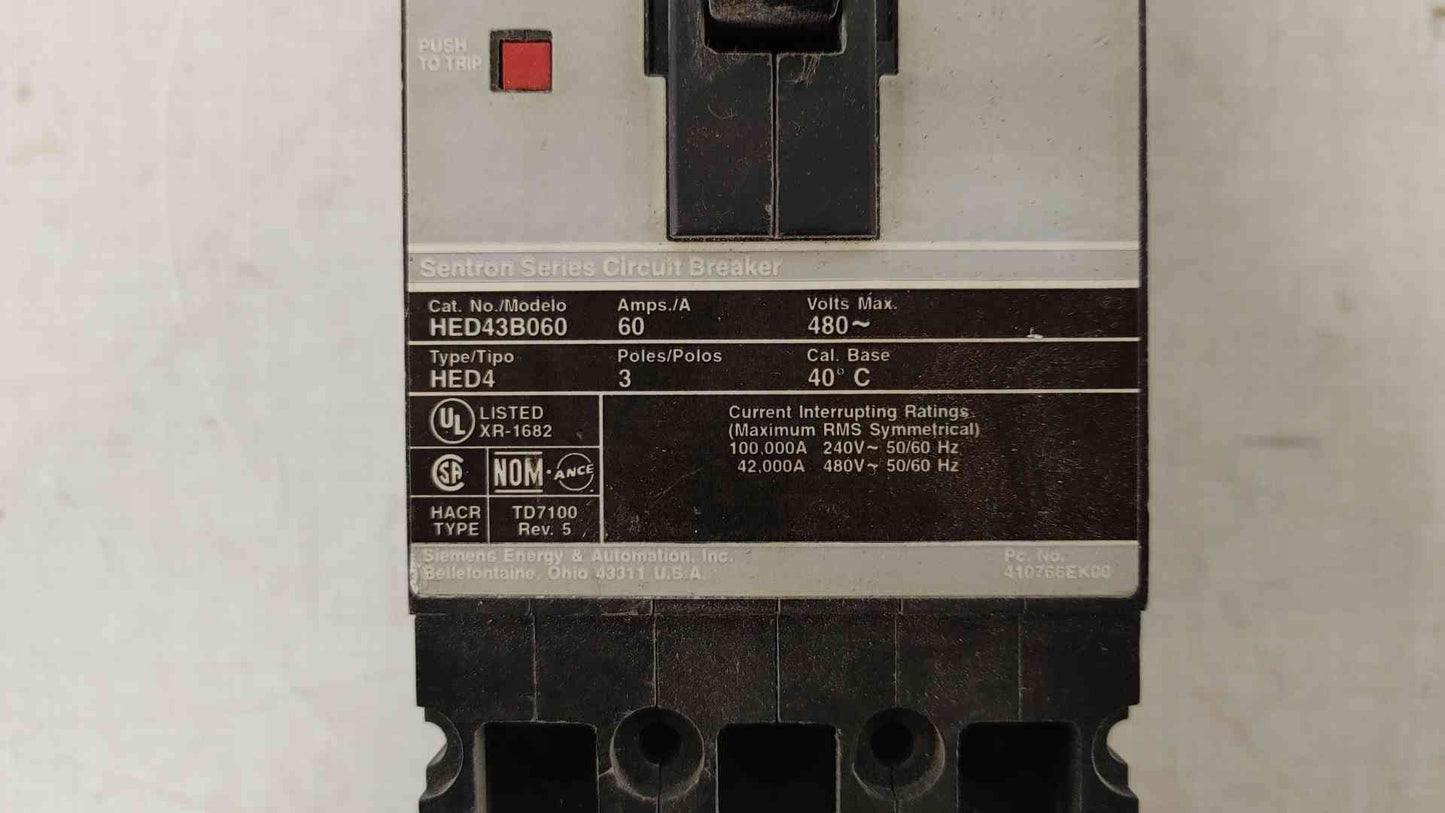 PUSH
TO TRIP
Sentron Series Circuit Breaker
Cat. No./Modelo Amps./A Volts Max.
HED43B060 60 480~
Type/Tipo Poles/Polos Cal. Base
HED4 3 40° C
UL LISTED
XR-1682
SA NOM·ANCE
HACR TYPE
TD7100
Rev. 5
Current Interrupting Ratings
(Maximum RMS Symmetrical)
100,000A 240V~ 50/60 Hz
42,000A 480V~ 50/60 Hz
Siemens Energy & Automation, Inc.
Bellefontaine, Ohio 43311 U.S.A.
Pc. No.
410766EK00